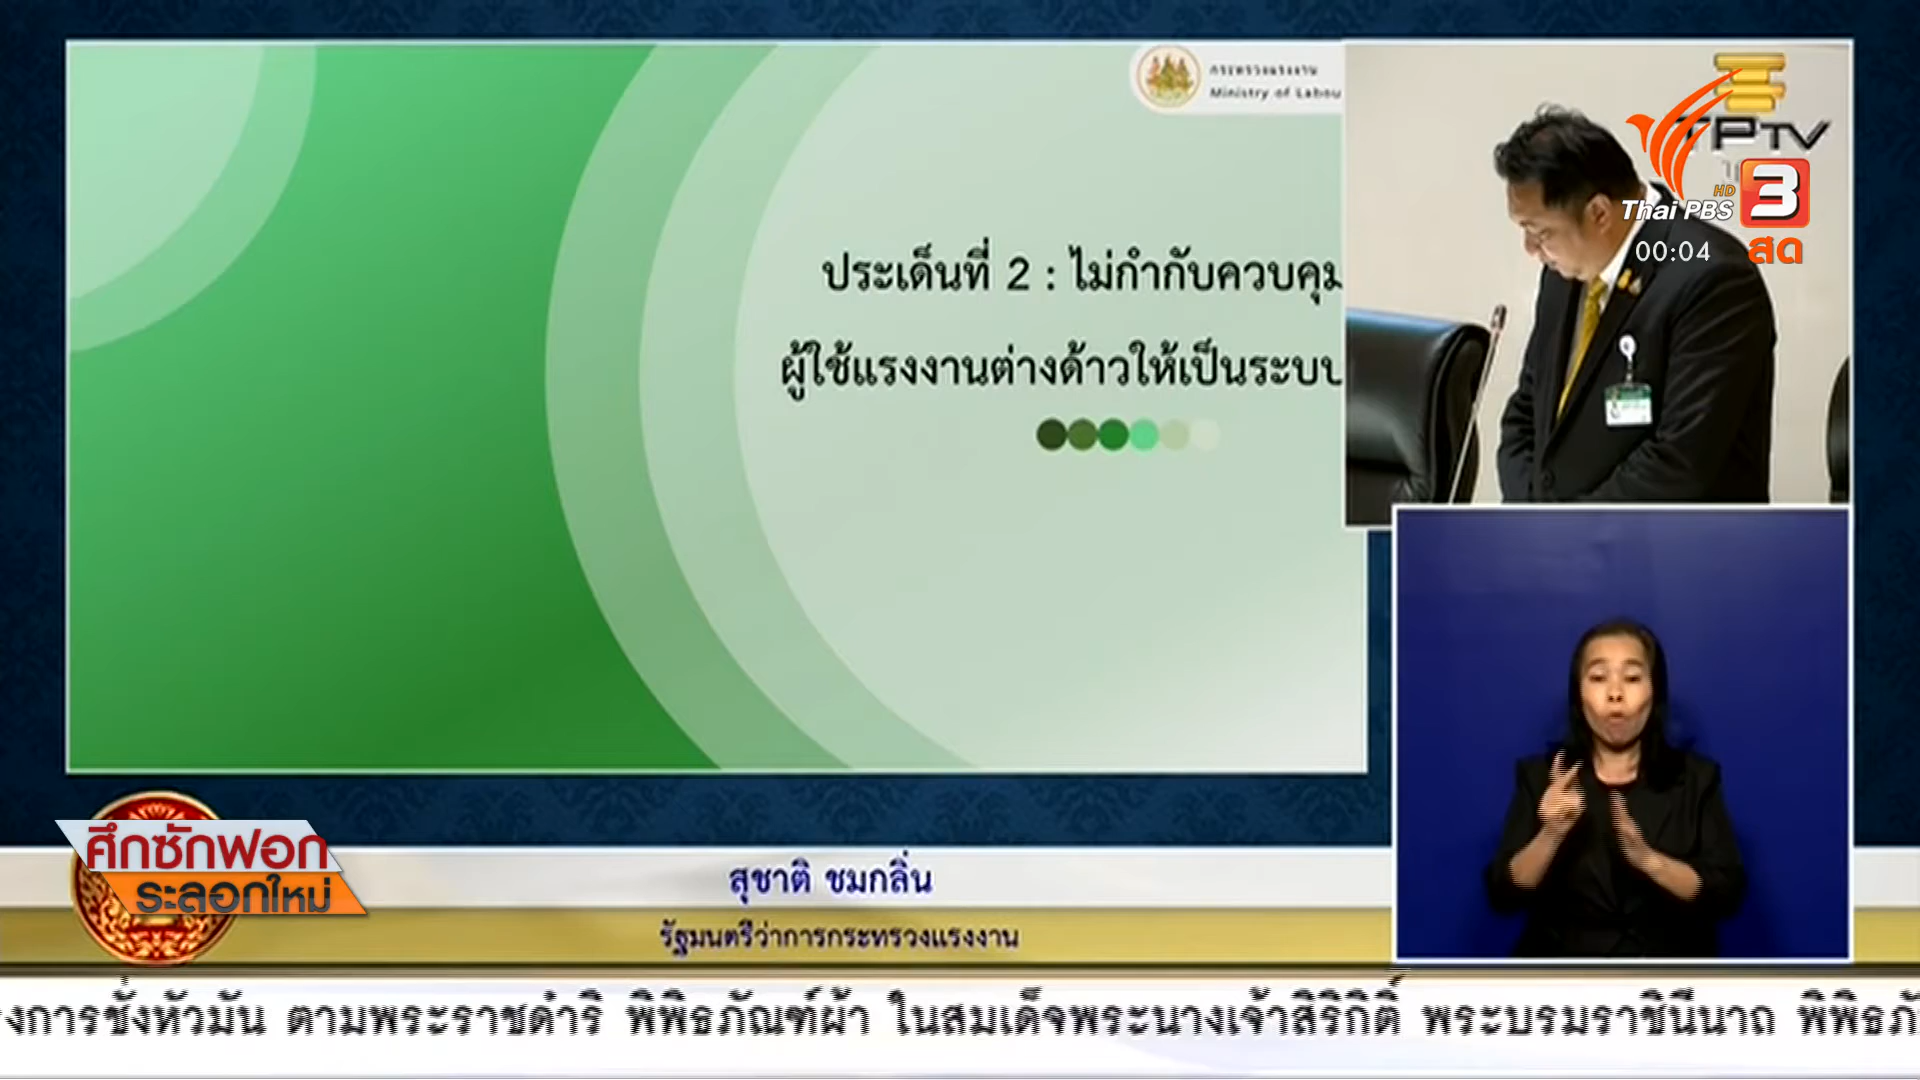 กระทรวงแรงงาน
Ministry of Labou
TPTV
HD
3
Thai PBS
00:04
สด
ประเด็นที่ 2 : ไม่กำกับควบคุม
ผู้ใช้แรงงานต่างด้าวให้เป็นระบบ
ศึกซักฟอก
ระลอกใหม่
สุชาติ ชมกลิ่น
รัฐมนตรีว่าการกระทรวงแรงงาน
งการชั่งหัวมัน ตามพระราชดำริ พิพิธภัณฑ์ผ้า ในสมเด็จพระนางเจ้าสิริกิติ์ พระบรมราชินีนาถ พิพิธภั